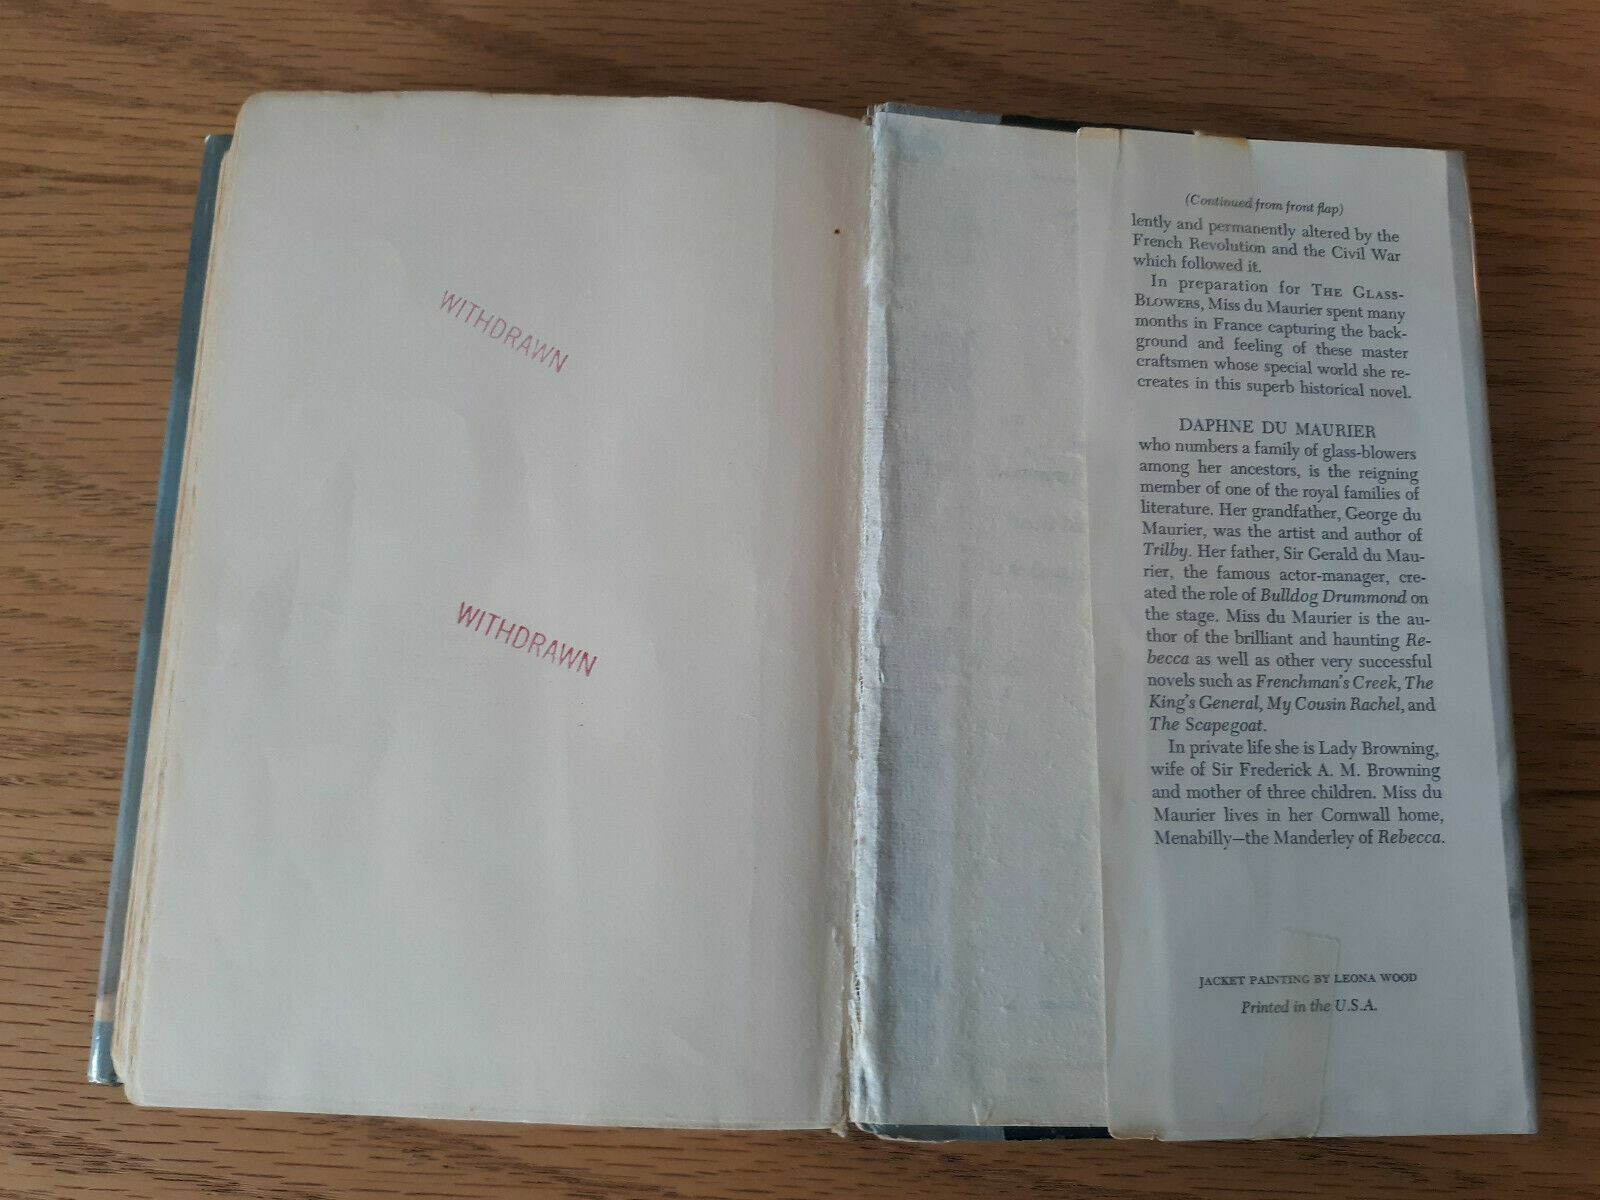 WITHDRAWN
WITHDRAWN
(Continued from front flap)
lently and permanently altered by the
French Revolution and the Civil War
which followed it.
In preparation for THE GLASS-
BLOWERS, Miss du Maurier spent many
months in France capturing the back-
ground and feeling of these master
craftsmen whose special world she re-
creates in this superb historical novel.
DAPHNE DU MAURIER
who numbers a family of glass-blowers
among her ancestors, is the reigning
member of one of the royal families of
literature. Her grandfather, George du
Maurier, was the artist and author of
Trilby. Her father, Sir Gerald du Mau-
rier, the famous actor-manager, cre-
ated the role of Bulldog Drummond on
the stage. Miss du Maurier is the au-
thor of the brilliant and haunting Re-
becca as well as other very successful
novels such as Frenchman's Creek, The
King's General, My Cousin Rachel, and
The Scapegoat.
In private life she is Lady Browning,
wife of Sir Frederick A. M. Browning
and mother of three children. Miss du
Maurier lives in her Cornwall home,
Menabilly—the Manderley of Rebecca.
JACKET PAINTING BY LEONA WOOD
Printed in the U.S.A.